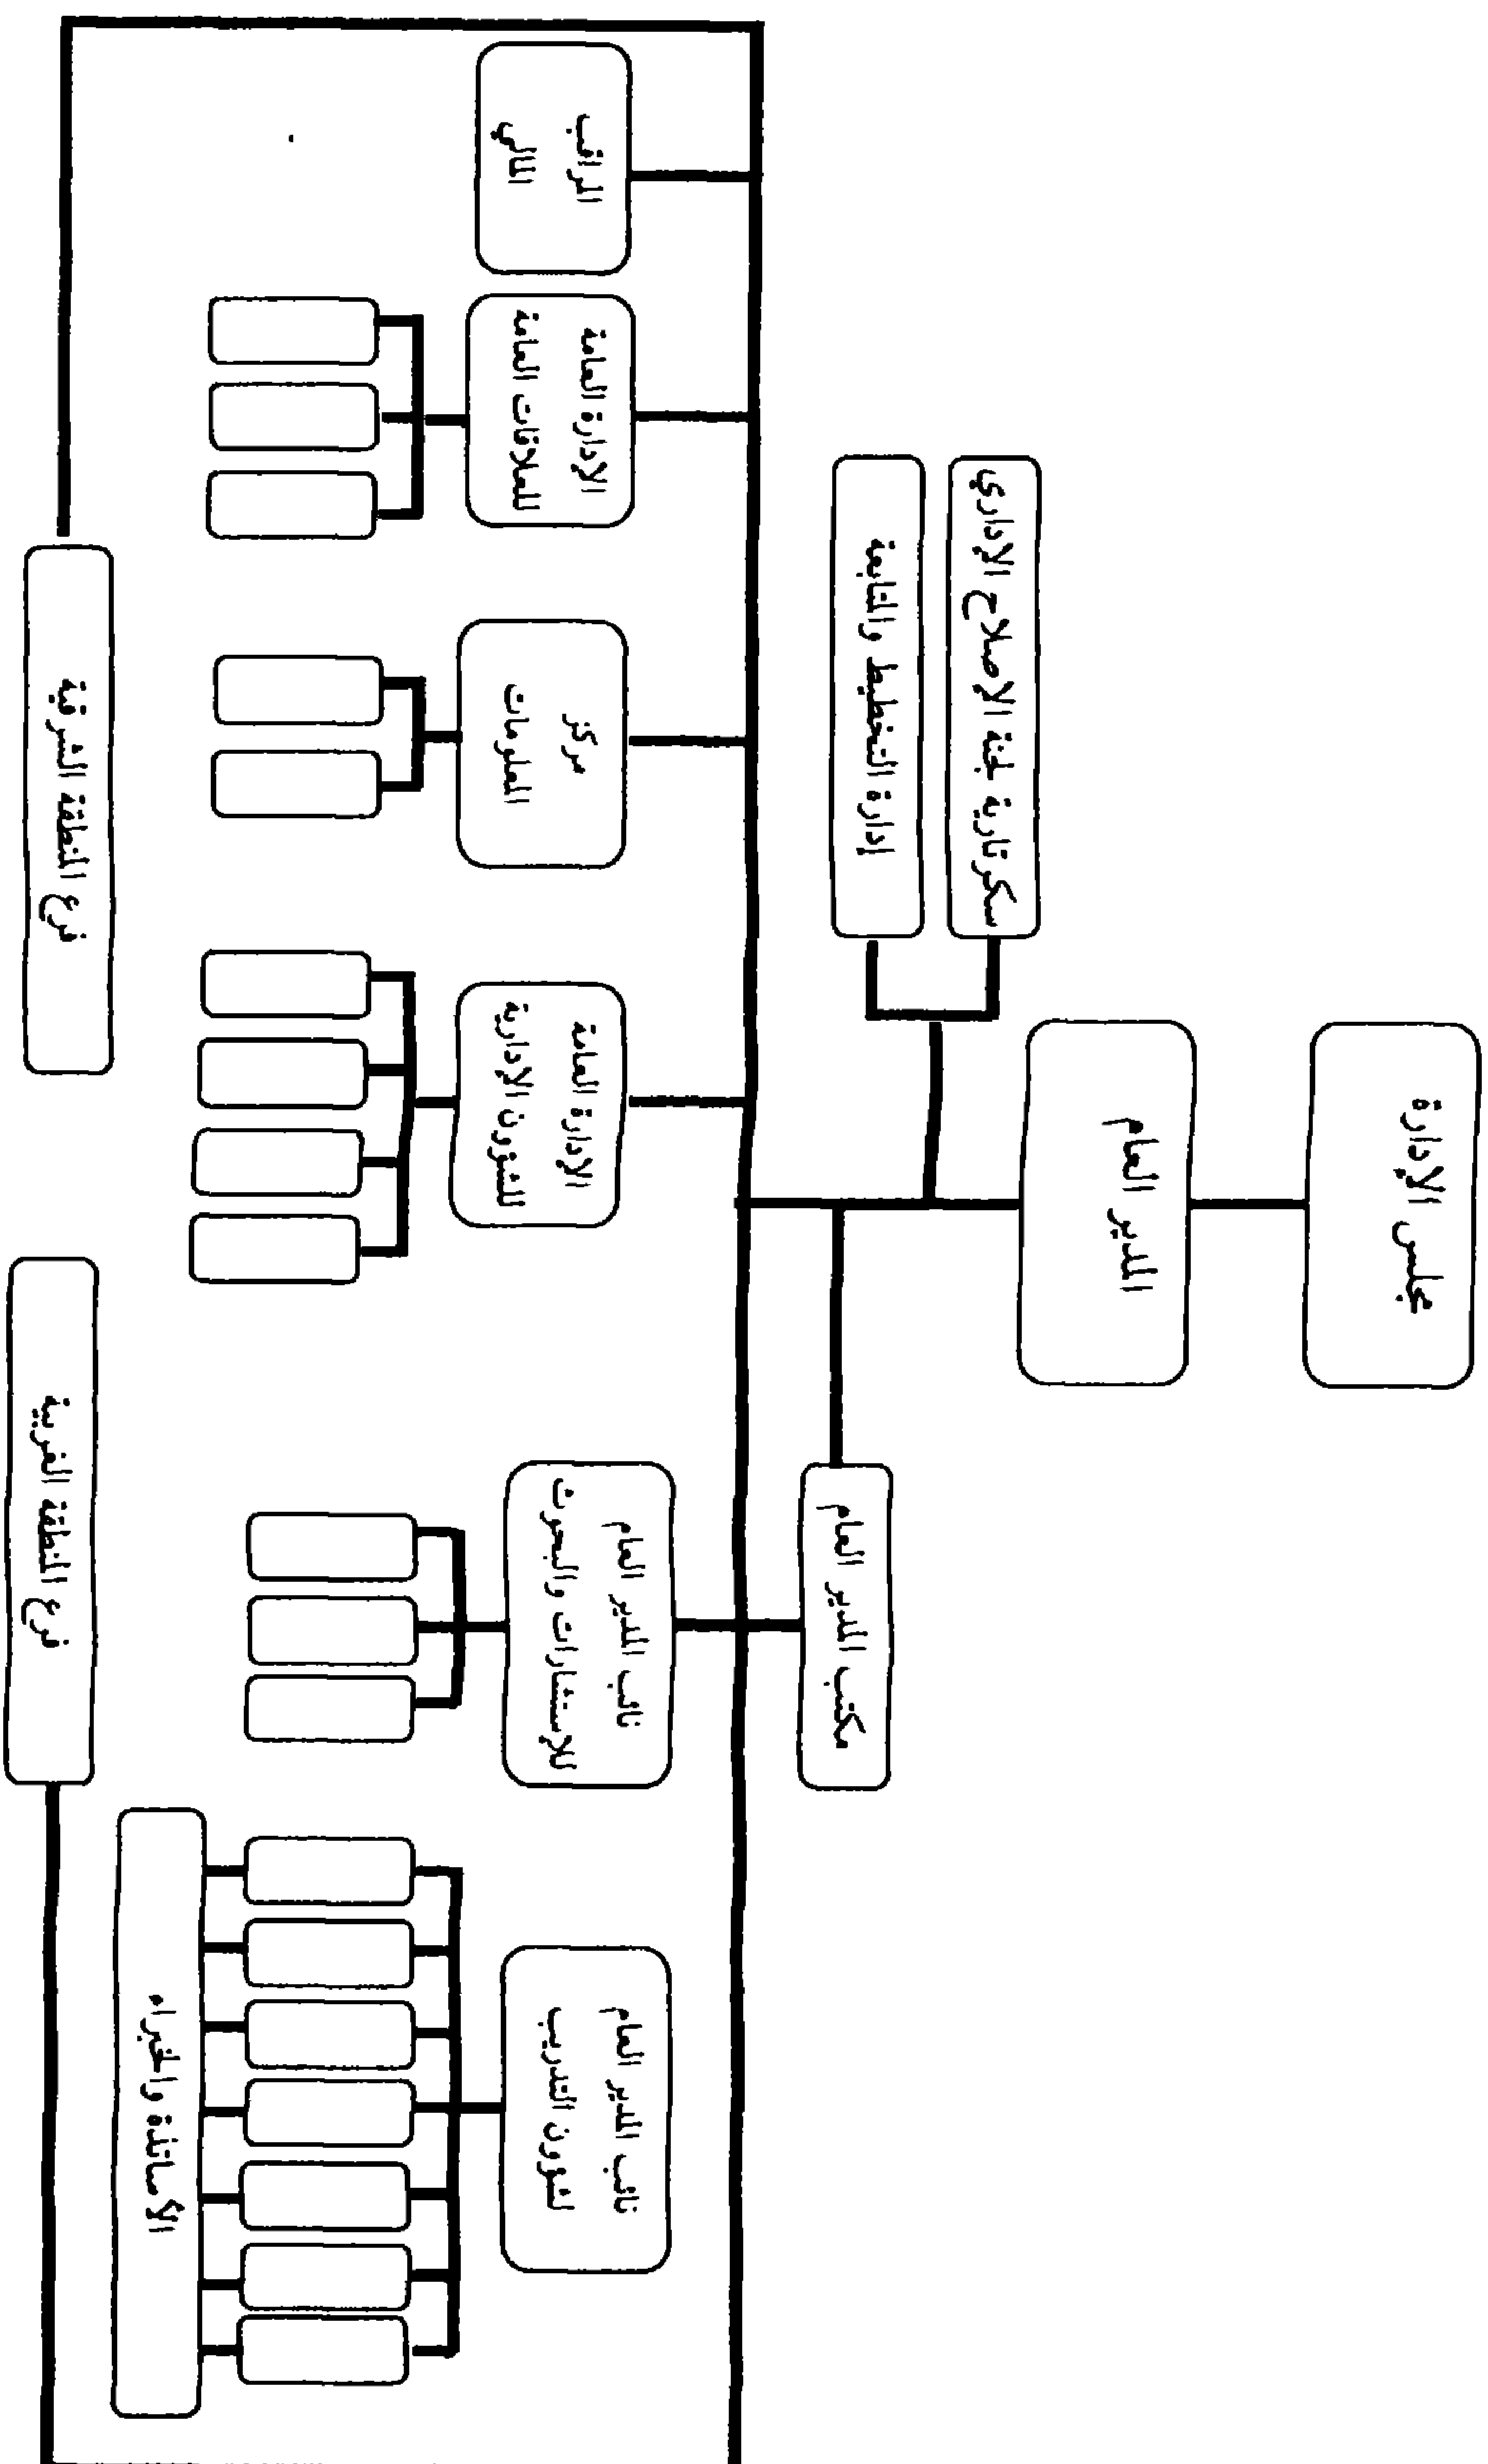 مجلس الإدارة
المدير العام
سكرتارية لجنة الإصلاح الإداري
إدارة التخطيط والمتابعة
مكتب المدير العام
نائب المدير العام
لشؤون التدريب
نائب المدير العام
للإستشارات والبحوث
الإدارة العامة
للشؤون الإدارية
مركز
المعلومات
الإدارة العامة
للعلاقات العامة
المراقب
المالي
الأساتذة والخبراء
فرع المنطقة الغربية
فرع المنطقة الشرقية